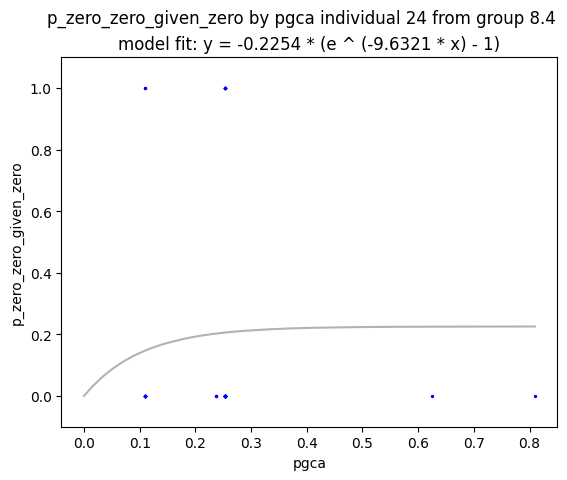 p_zero_zero_given_zero by pgca individual 24 from group 8.4
model fit: y = -0.2254 * (e ^ (-9.6321 * x) - 1)
1.0
0.8
0.6
0.4
0.2
0.0
p_zero_zero_given_zero
0.0 0.1 0.2 0.3 0.4 0.5 0.6 0.7 0.8
pgca